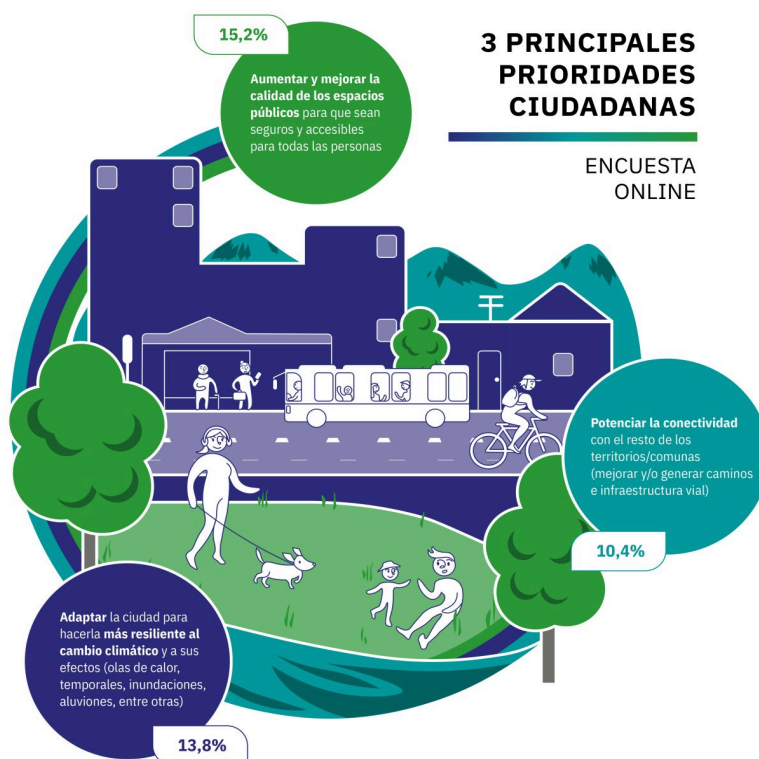 3 PRINCIPALES
PRIORIDADES
CIUDADANAS
ENCUESTA
ONLINE
15,2%
Aumentar y mejorar la
calidad de los espacios
públicos para que sean
seguros y accesibles
para todas las personas
Potenciar la conectividad
con el resto de los
territorios/comunas
(mejorar y/o generar caminos
e infraestructura vial)
10,4%
Adaptar la ciudad para
hacerla más resiliente al
cambio climático y a sus
efectos (olas de calor,
temporales, inundaciones,
aluviones, entre otras)
13,8%